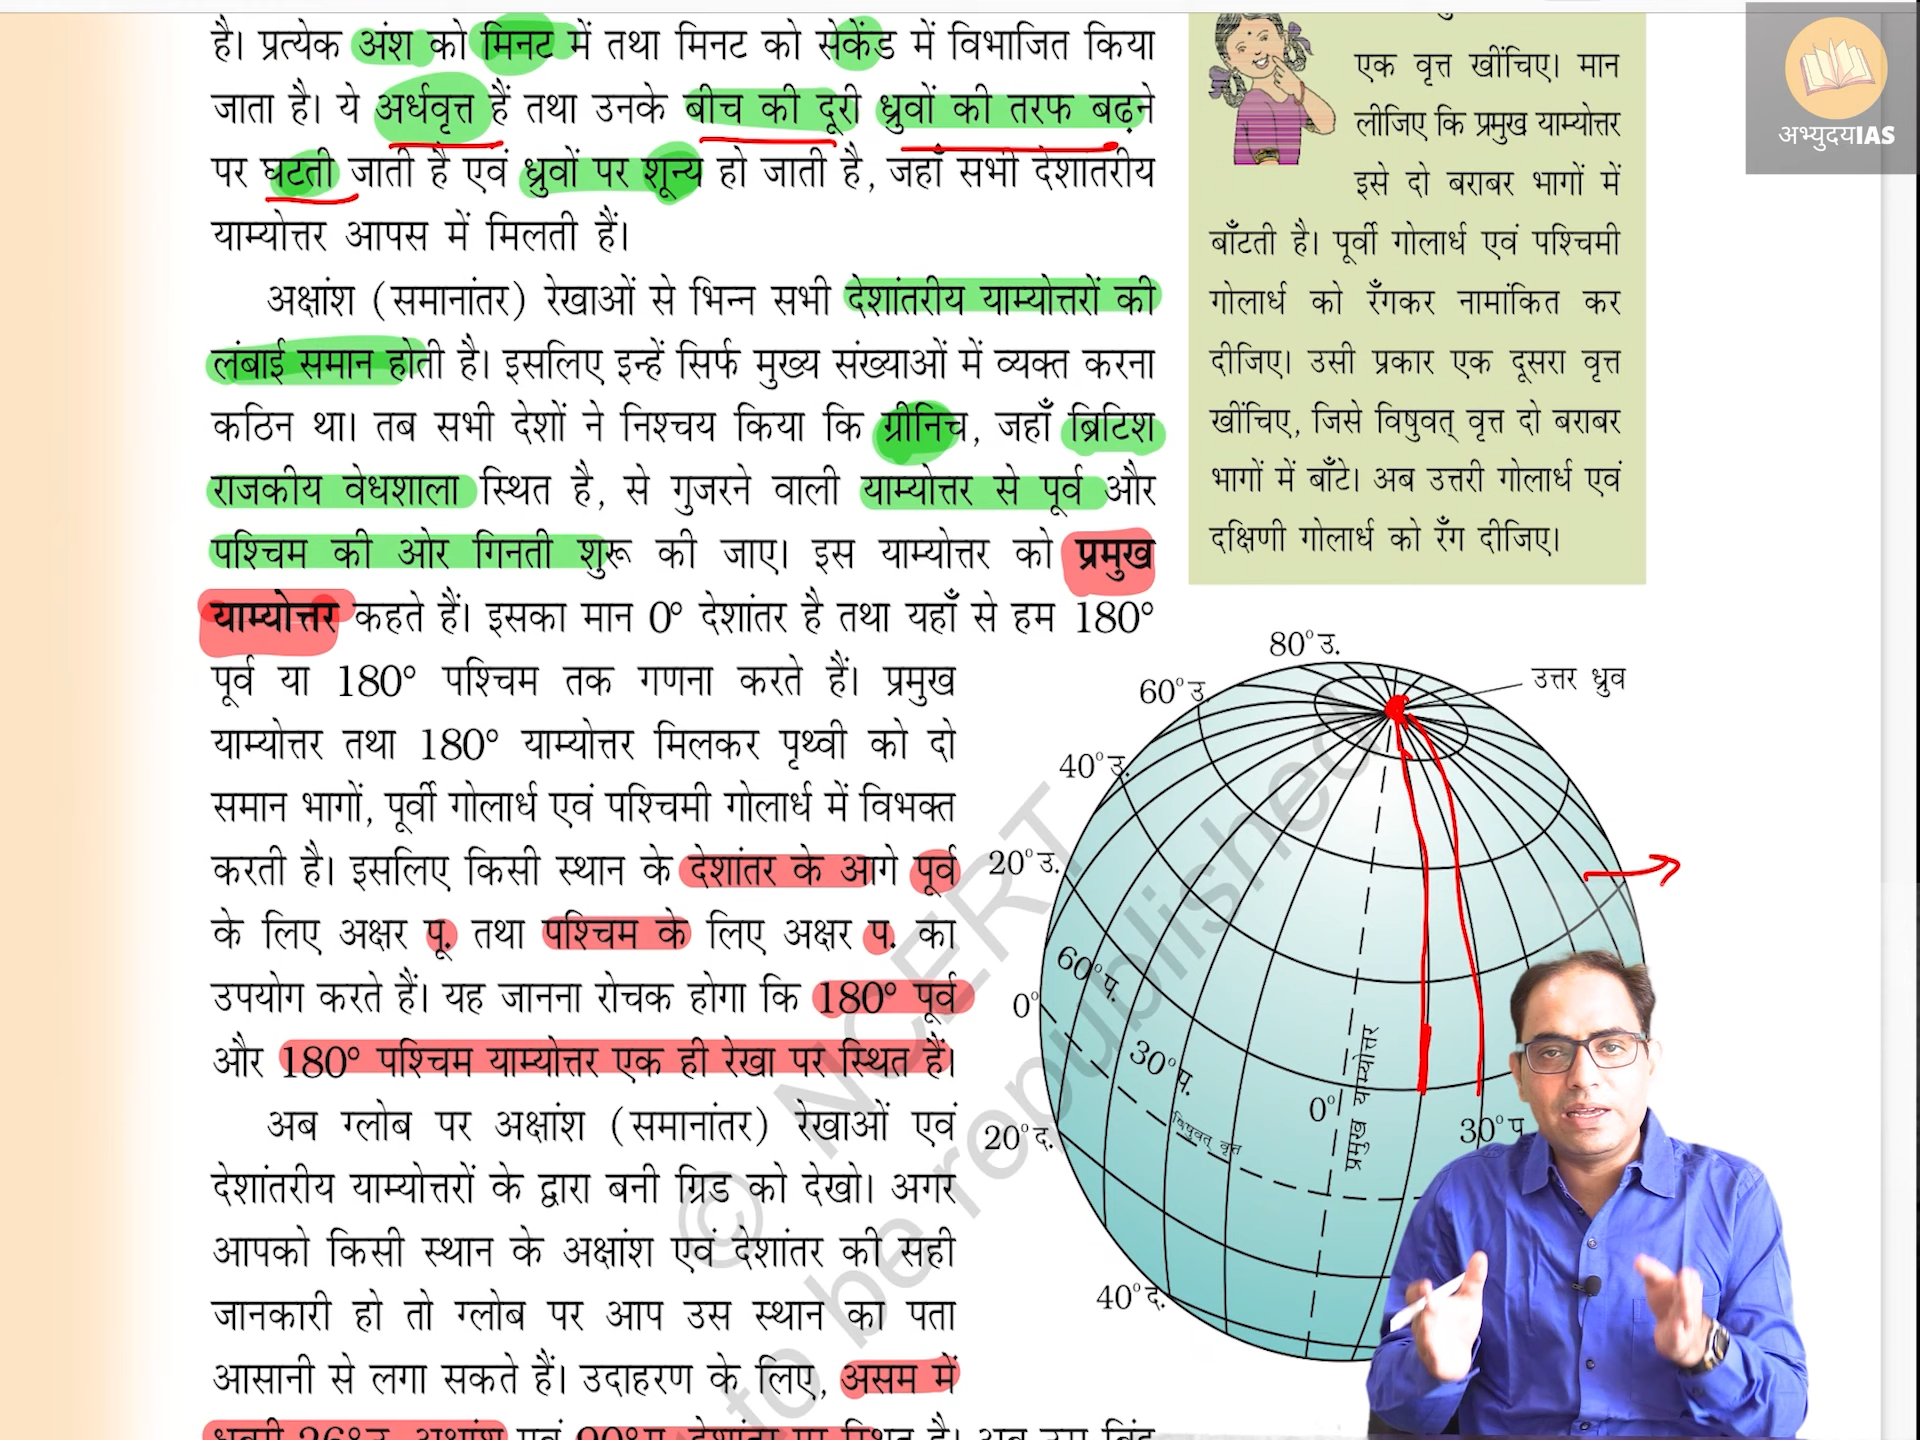 है। प्रत्येक अंश को मिनट में तथा मिनट को सेकेंड में विभाजित किया
जाता है। ये अर्धवृत्त हैं तथा उनके बीच की दूरी ध्रुवों की तरफ बढ़ने
पर घटती जाती है एवं ध्रुवों पर शून्य हो जाती है, जहाँ सभी देशांतरीय
याम्योत्तर आपस में मिलती हैं।
अक्षांश (समानांतर) रेखाओं से भिन्न सभी देशांतरीय याम्योत्तरों की
लंबाई समान होती है। इसलिए इन्हें सिर्फ मुख्य संख्याओं में व्यक्त करना
कठिन था। तब सभी देशों ने निश्चय किया कि ग्रीनिच, जहाँ ब्रिटिश
राजकीय वेधशाला स्थित है, से गुजरने वाली याम्योत्तर से पूर्व और
पश्चिम की ओर गिनती शुरू की जाए। इस याम्योत्तर को प्रमुख
याम्योत्तर कहते हैं। इसका मान 0° देशांतर है तथा यहाँ से हम 180°
पूर्व या 180° पश्चिम तक गणना करते हैं। प्रमुख
याम्योत्तर तथा 180° याम्योत्तर मिलकर पृथ्वी को दो
समान भागों, पूर्वी गोलार्ध एवं पश्चिमी गोलार्ध में विभक्त
करती है। इसलिए किसी स्थान के देशांतर के आगे पूर्व
के लिए अक्षर पू. तथा पश्चिम के लिए अक्षर प. का
उपयोग करते हैं। यह जानना रोचक होगा कि 180° पूर्व
और 180° पश्चिम याम्योत्तर एक ही रेखा पर स्थित हैं।
अब ग्लोब पर अक्षांश (समानांतर) रेखाओं एवं
देशांतरीय याम्योत्तरों के द्वारा बनी ग्रिड को देखो। अगर
आपको किसी स्थान के अक्षांश एवं देशांतर की सही
जानकारी हो तो ग्लोब पर आप उस स्थान का पता
आसानी से लगा सकते हैं। उदाहरण के लिए, असम में
एक वृत्त खींचिए। मान
लीजिए कि प्रमुख याम्योत्तर
इसे दो बराबर भागों में
बाँटती है। पूर्वी गोलार्ध एवं पश्चिमी
गोलार्ध को रँगकर नामांकित कर
दीजिए। उसी प्रकार एक दूसरा वृत्त
खींचिए, जिसे विषुवत् वृत्त दो बराबर
भागों में बाँटे। अब उत्तरी गोलार्ध एवं
दक्षिणी गोलार्ध को रँग दीजिए।
अभ्युदयIAS
80°उ.
उत्तर ध्रुव
60°उ.
40°उ.
20°उ.
60°प.
0°
30°प.
0°
प्रमुख याम्योत्तर
30°प
विषुवत् वृत्त
20°द.
40°द.
© NCERT
to be republished